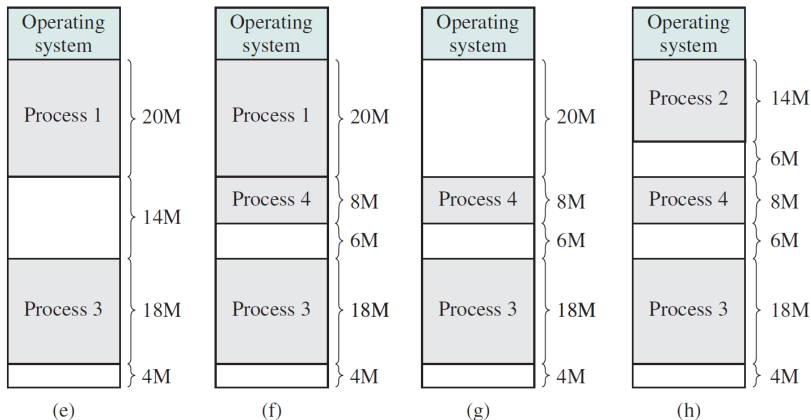 Operating
system
Process 1
20M
14M
Process 3
18M
4M
(e)
Operating
system
Process 1
20M
Process 4
8M
6M
Process 3
18M
4M
(f)
Operating
system
20M
Process 4
8M
6M
Process 3
18M
4M
(g)
Operating
system
Process 2
14M
6M
Process 4
8M
6M
Process 3
18M
4M
(h)